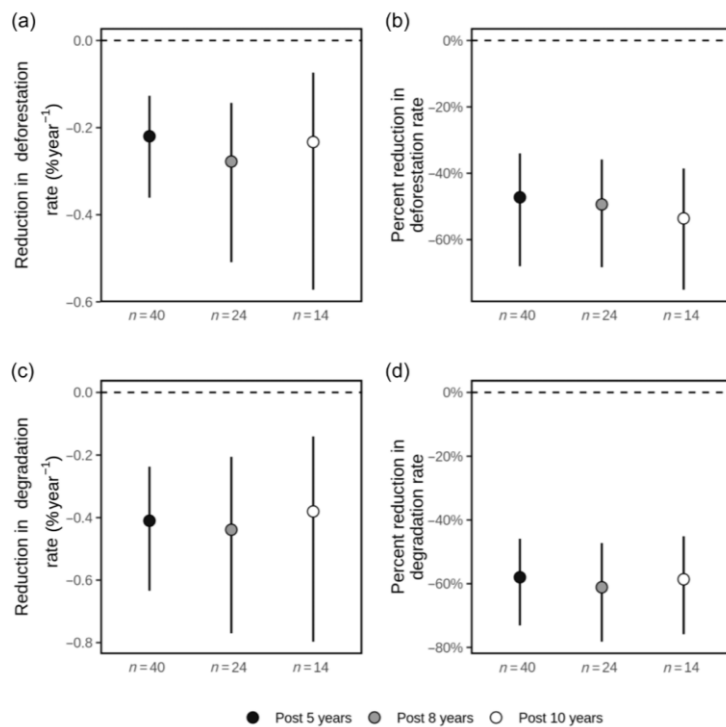 (a)
Reduction in deforestation
rate (%year⁻¹)
0.0
−0.2
−0.4
−0.6
n=40
n=24
n=14
(b)
Percent reduction in
deforestation rate
0%
−20%
−40%
−60%
n=40
n=24
n=14
(c)
Reduction in degradation
rate (%year⁻¹)
0.0
−0.2
−0.4
−0.6
−0.8
n=40
n=24
n=14
(d)
Percent reduction in
degradation rate
0%
−20%
−40%
−60%
−80%
n=40
n=24
n=14
Post 5 years Post 8 years Post 10 years